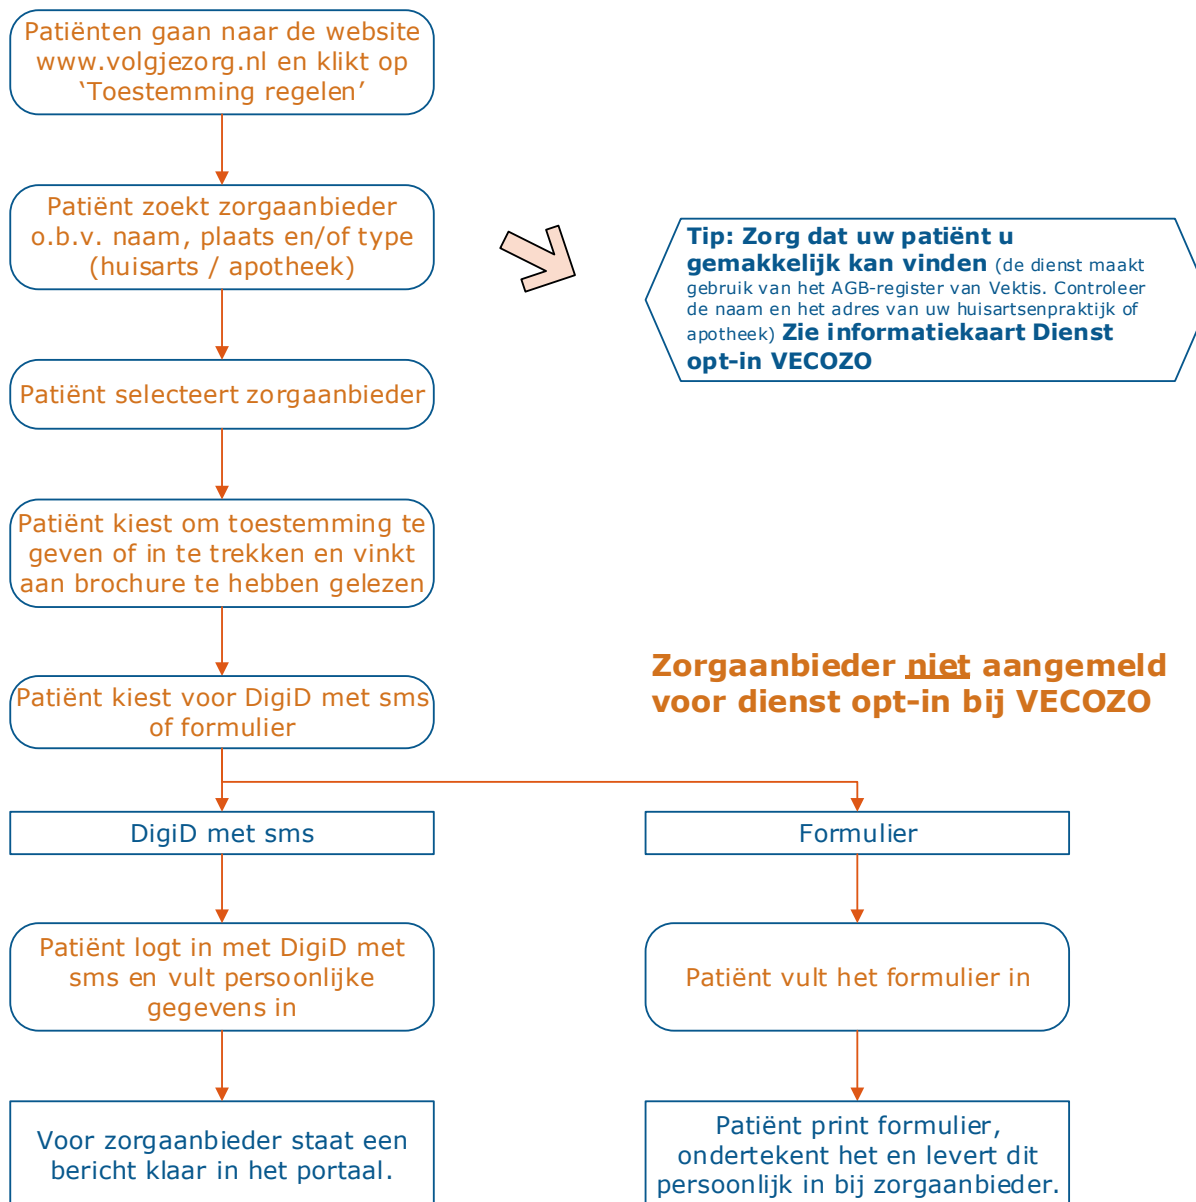 Patiënten gaan naar de website
www.volgjezorg.nl en klikt op
‘Toestemming regelen’
Patiënt zoekt zorgaanbieder
o.b.v. naam, plaats en/of type
(huisarts / apotheek)
Tip: Zorg dat uw patiënt u
gemakkelijk kan vinden (de dienst maakt
gebruik van het AGB-register van Vektis. Controleer
de naam en het adres van uw huisartsenpraktijk of
apotheek) Zie informatiekaart Dienst
opt-in VECOZO
Patiënt selecteert zorgaanbieder
Patiënt kiest om toestemming te
geven of in te trekken en vinkt
aan brochure te hebben gelezen
Zorgaanbieder niet aangemeld
voor dienst opt-in bij VECOZO
Patiënt kiest voor DigiD met sms
of formulier
DigiD met sms
Formulier
Patiënt logt in met DigiD met
sms en vult persoonlijke
gegevens in
Patiënt vult het formulier in
Voor zorgaanbieder staat een
bericht klaar in het portaal.
Patiënt print formulier,
ondertekent het en levert dit
persoonlijk in bij zorgaanbieder.